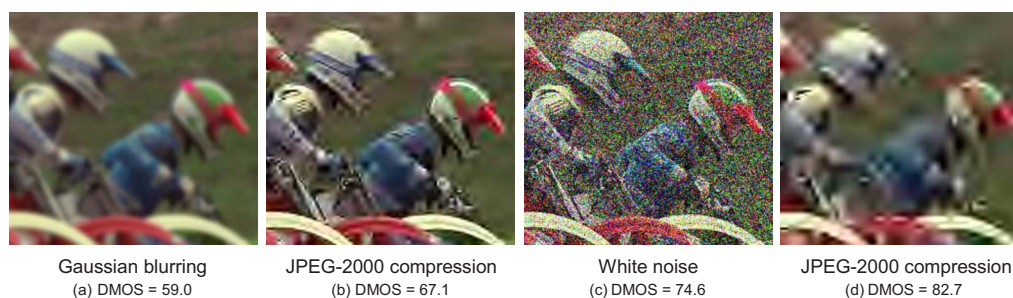 Gaussian blurring
JPEG-2000 compression
White noise
JPEG-2000 compression
(a) DMOS = 59.0
(b) DMOS = 67.1
(c) DMOS = 74.6
(d) DMOS = 82.7